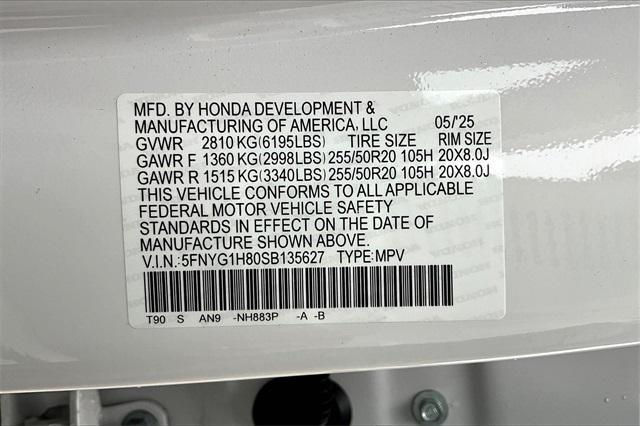 MFD. BY HONDA DEVELOPMENT &
MANUFACTURING OF AMERICA, LLC 05/'25
GVWR 2810 KG(6195LBS) TIRE SIZE RIM SIZE
GAWR F 1360 KG(2998LBS) 255/50R20 105H 20X8.0J
GAWR R 1515 KG(3340LBS) 255/50R20 105H 20X8.0J
THIS VEHICLE CONFORMS TO ALL APPLICABLE
FEDERAL MOTOR VEHICLE SAFETY
STANDARDS IN EFFECT ON THE DATE OF
MANUFACTURE SHOWN ABOVE.
V.I.N.:5FNYG1H80SB135627 TYPE:MPV
T90 S AN9 -NH883P -A -B